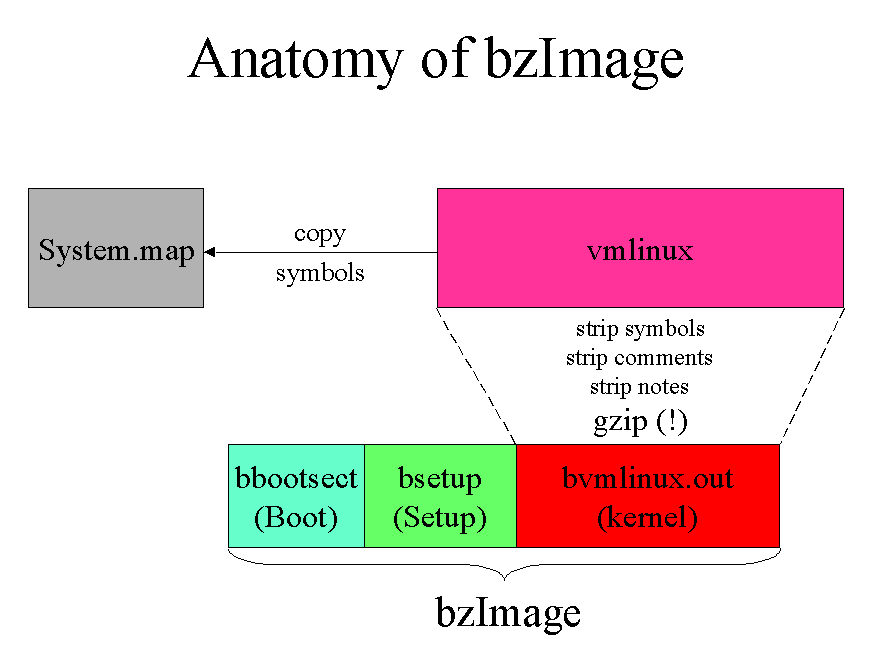 Anatomy of bzImage
System.map
copy
symbols
vmlinux
strip symbols
strip comments
strip notes
gzip (!)
bbootsect
(Boot)
bsetup
(Setup)
bvmlinux.out
(kernel)
bzImage